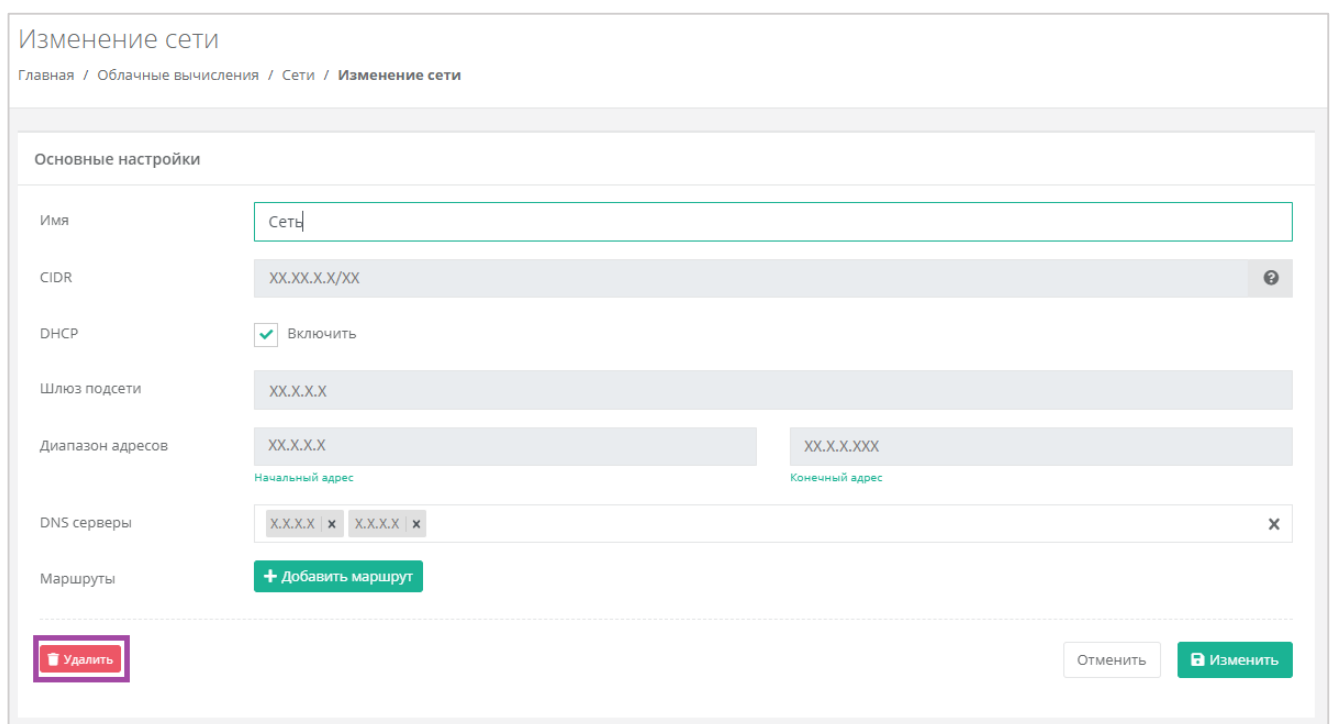 Изменение сети
Главная / Облачные вычисления / Сети / Изменение сети
Основные настройки
Имя
Сеть
CIDR
XX.XX.X.X/XX
DHCP
Включить
Шлюз подсети
XX.X.X.X
Диапазон адресов
XX.X.X.X
XX.X.X.XXX
Начальный адрес
Конечный адрес
DNS серверы
X.X.X.X
X.X.X.X
Маршруты
Добавить маршрут
Удалить
Отменить
Изменить